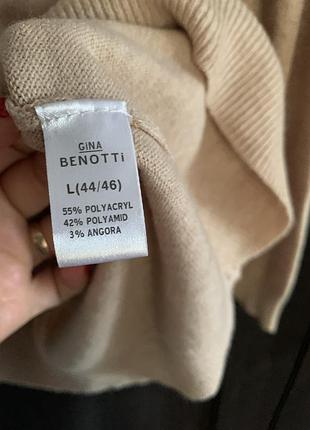 GINA
BENOTTi
L(44/46)
55% POLYACRYL
42% POLYAMID
3% ANGORA